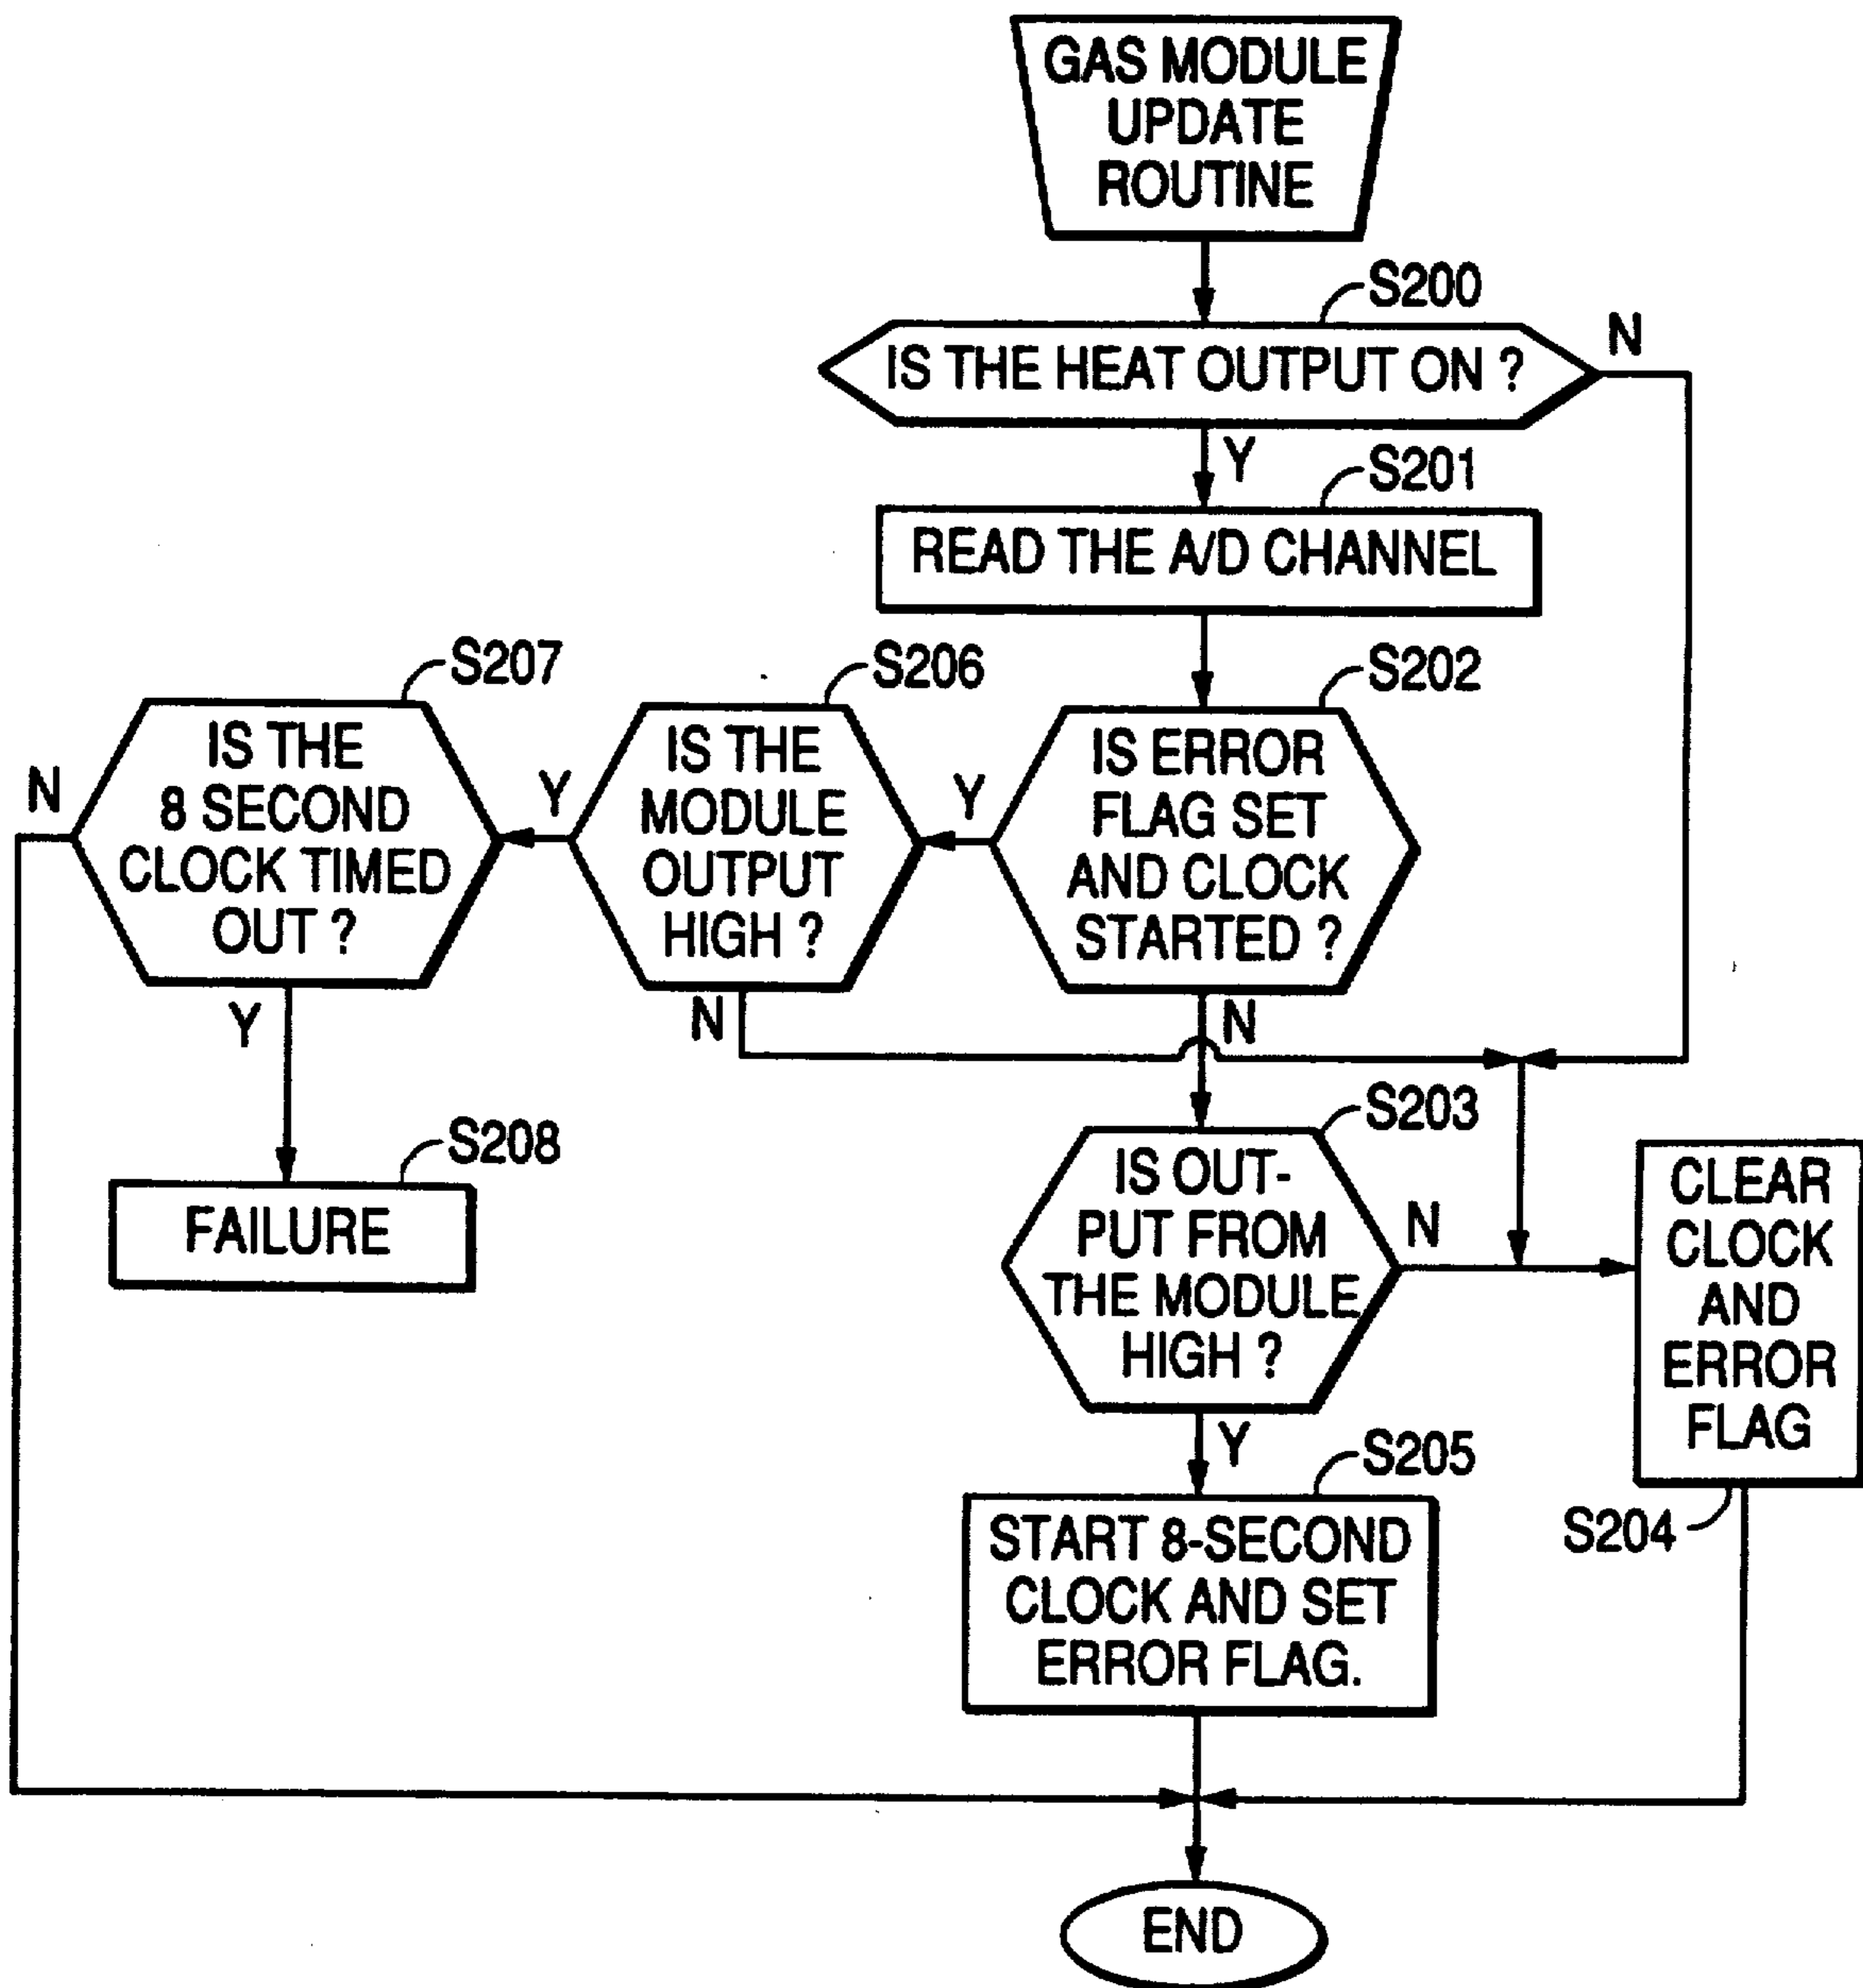 GAS MODULE
UPDATE
ROUTINE
S200
IS THE HEAT OUTPUT ON ?
N
Y
S201
READ THE A/D CHANNEL
S202
IS ERROR
FLAG SET
AND CLOCK
STARTED ?
Y
N
S206
IS THE
MODULE
OUTPUT
HIGH ?
Y
N
S207
IS THE
8 SECOND
CLOCK TIMED
OUT ?
N
Y
S208
FAILURE
S203
IS OUT-
PUT FROM
THE MODULE
HIGH ?
N
Y
CLEAR
CLOCK
AND
ERROR
FLAG
S204
S205
START 8-SECOND
CLOCK AND SET
ERROR FLAG.
END